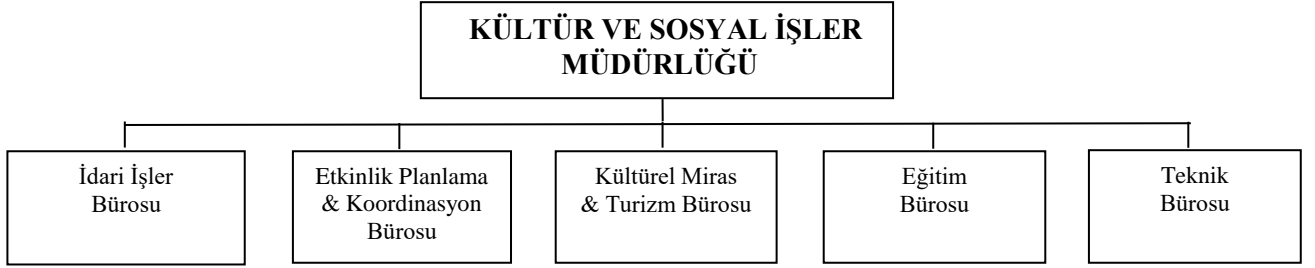 KÜLTÜR VE SOSYAL İŞLER
MÜDÜRLÜĞÜ
İdari İşler
Bürosu
Etkinlik Planlama
& Koordinasyon
Bürosu
Kültürel Miras
& Turizm Bürosu
Eğitim
Bürosu
Teknik
Bürosu